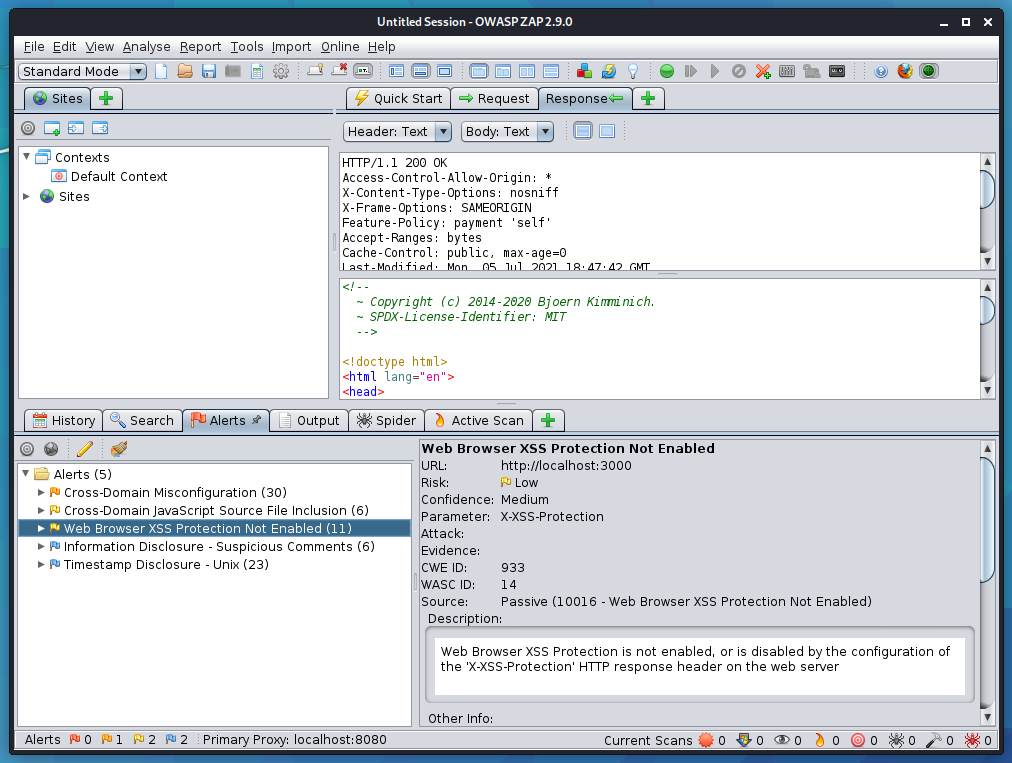 Untitled Session - OWASP ZAP 2.9.0
File Edit View Analyse Report Tools Import Online Help
Standard Mode
Sites
Quick Start
Request
Response
Header: Text
Body: Text
Contexts
Default Context
Sites
HTTP/1.1 200 OK
Access-Control-Allow-Origin: *
X-Content-Type-Options: nosniff
X-Frame-Options: SAMEORIGIN
Feature-Policy: payment 'self'
Accept-Ranges: bytes
Cache-Control: public, max-age=0
Last-Modified: Mon, 05 Jul 2021 18:47:42 GMT
<!--
~ Copyright (c) 2014-2020 Bjoern Kimminich.
~ SPDX-License-Identifier: MIT
-->
<!doctype html>
<html lang="en">
<head>
History
Search
Alerts
Output
Spider
Active Scan
Alerts (5)
Cross-Domain Misconfiguration (30)
Cross-Domain JavaScript Source File Inclusion (6)
Web Browser XSS Protection Not Enabled (11)
Information Disclosure - Suspicious Comments (6)
Timestamp Disclosure - Unix (23)
Web Browser XSS Protection Not Enabled
URL: http://localhost:3000
Risk: Low
Confidence: Medium
Parameter: X-XSS-Protection
Attack:
Evidence:
CWE ID: 933
WASC ID: 14
Source: Passive (10016 - Web Browser XSS Protection Not Enabled)
Description:
Web Browser XSS Protection is not enabled, or is disabled by the configuration of
the 'X-XSS-Protection' HTTP response header on the web server
Other Info:
Alerts 0 1 2 2 Primary Proxy: localhost:8080
Current Scans 0 0 0 0 0 0 0 0